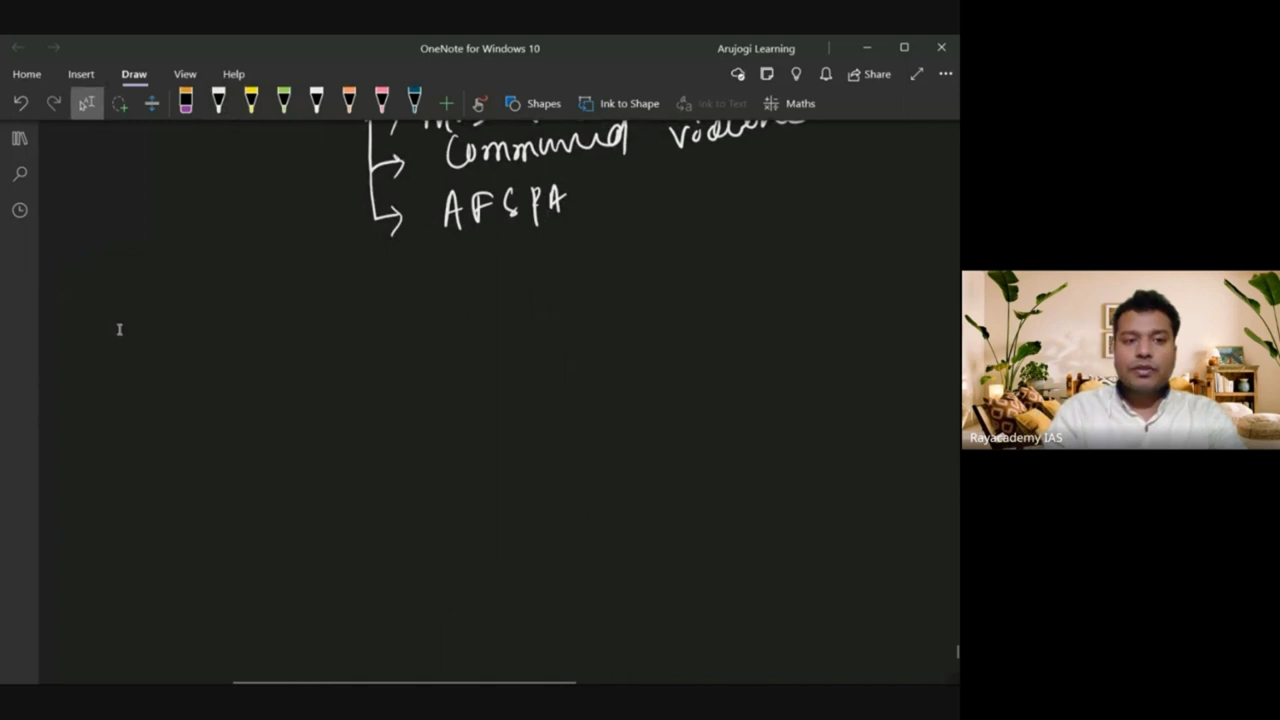 OneNote for Windows 10
Arujogi Learning
Home Insert Draw View Help
Share
Shapes Ink to Shape Ink to Text Maths
Communal violence
AFSPA
Rayacademy IAS